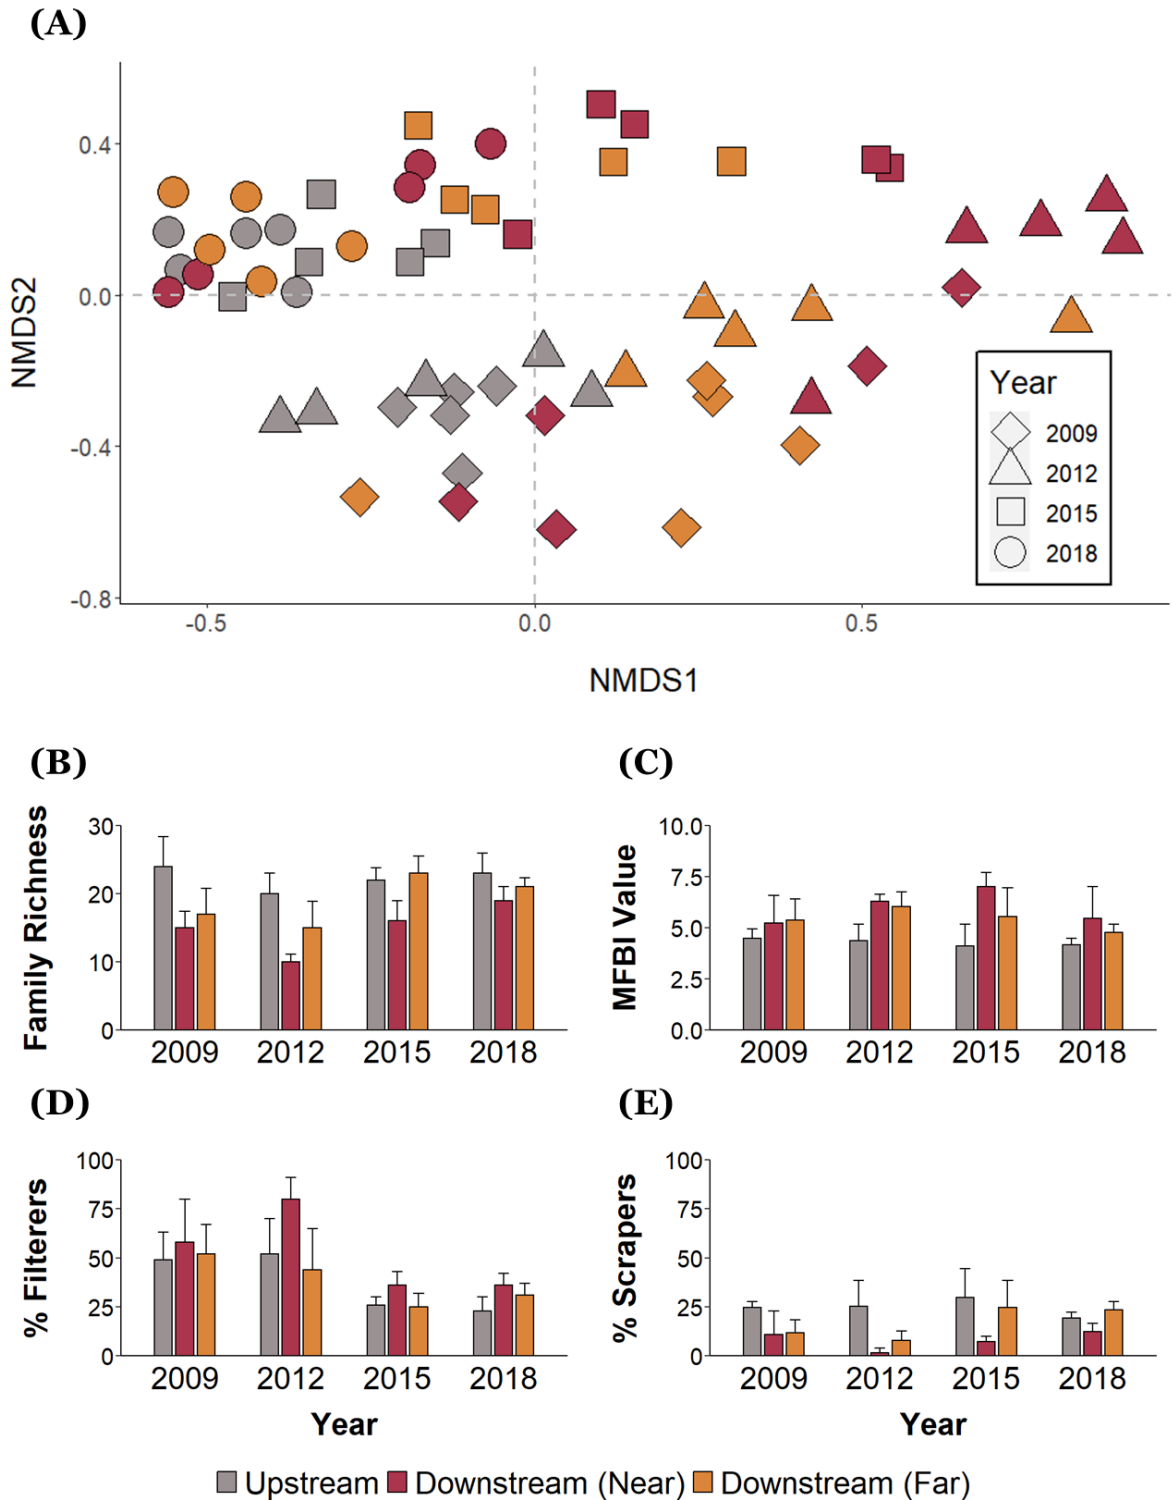 (A)
NMDS2
0.4
0.0
-0.4
-0.8
-0.5 0.0 0.5
NMDS1
Year
2009
2012
2015
2018
(B)
Family Richness
30
20
10
0
2009 2012 2015 2018
(C)
MFBI Value
10.0
7.5
5.0
2.5
0.0
2009 2012 2015 2018
(D)
% Filterers
100
75
50
25
0
2009 2012 2015 2018
Year
(E)
% Scrapers
100
75
50
25
0
2009 2012 2015 2018
Year
Upstream Downstream (Near) Downstream (Far)